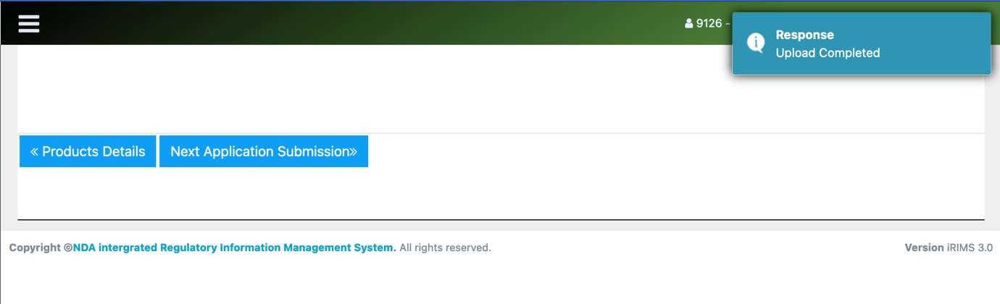 9126 -
Response
Upload Completed
« Products Details
Next Application Submission»
Copyright ©NDA intergrated Regulatory Information Management System. All rights reserved.
Version iRIMS 3.0